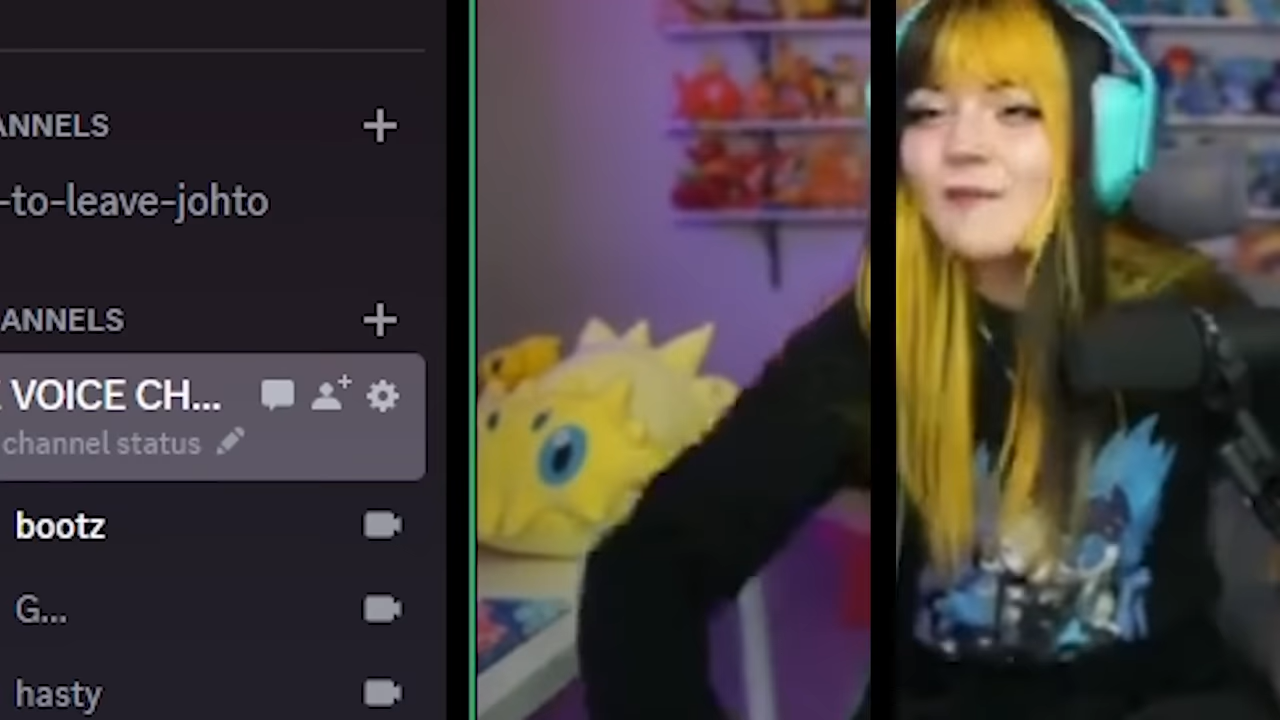 ANNELS
-to-leave-johto
ANNELS
VOICE CH...
channel status
bootz
G...
hasty